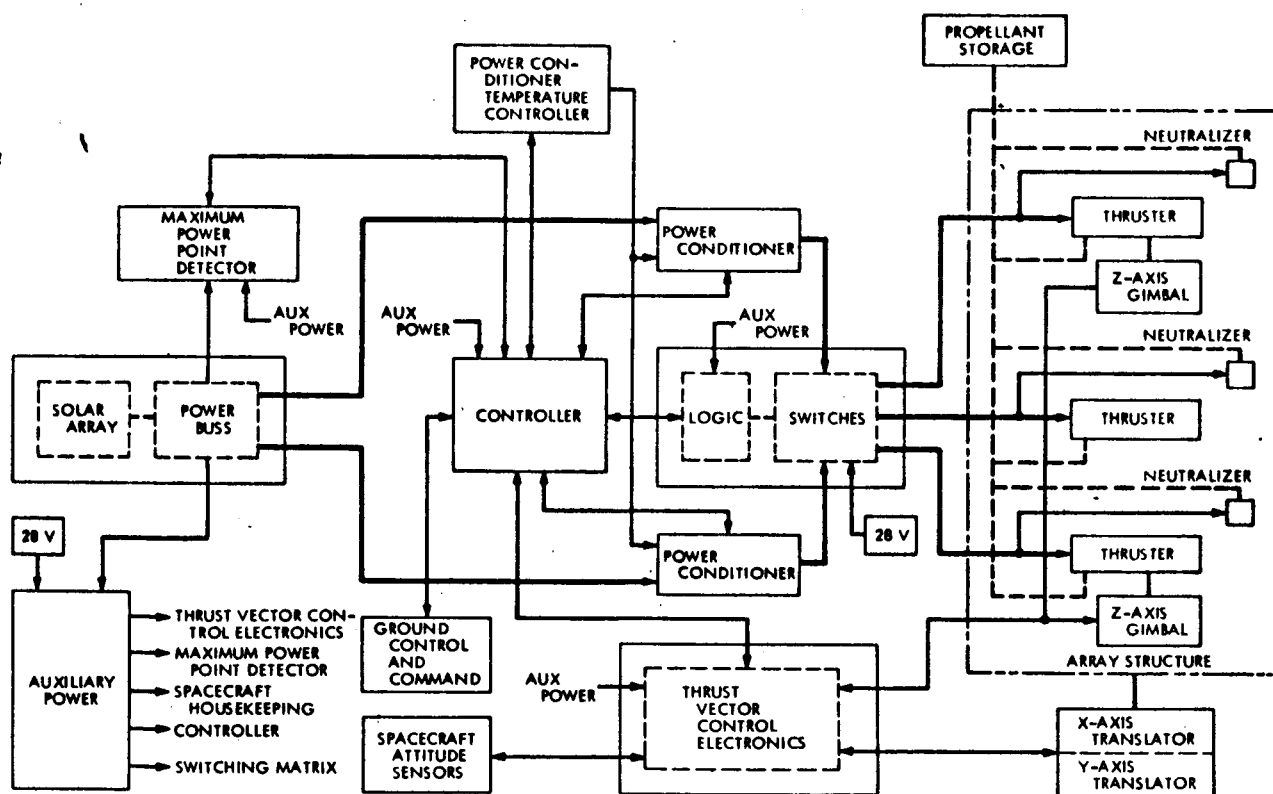 PROPELLANT
STORAGE
POWER CON-
DITIONER
TEMPERATURE
CONTROLLER
NEUTRALIZER
MAXIMUM
POWER
POINT
DETECTOR
POWER
CONDITIONER
THRUSTER
Z-AXIS
GIMBAL
AUX
POWER
AUX
POWER
AUX
POWER
NEUTRALIZER
SOLAR
ARRAY
POWER
BUSS
CONTROLLER
LOGIC
SWITCHES
THRUSTER
NEUTRALIZER
28 V
28 V
POWER
CONDITIONER
THRUSTER
Z-AXIS
GIMBAL
AUXILIARY
POWER
THRUST VECTOR CON-
TROL ELECTRONICS
MAXIMUM POWER
POINT DETECTOR
SPACECRAFT
HOUSEKEEPING
CONTROLLER
SWITCHING MATRIX
GROUND
CONTROL
AND
COMMAND
ARRAY STRUCTURE
AUX
POWER
THRUST
VECTOR
CONTROL
ELECTRONICS
SPACECRAFT
ATTITUDE
SENSORS
X-AXIS
TRANSLATOR
Y-AXIS
TRANSLATOR